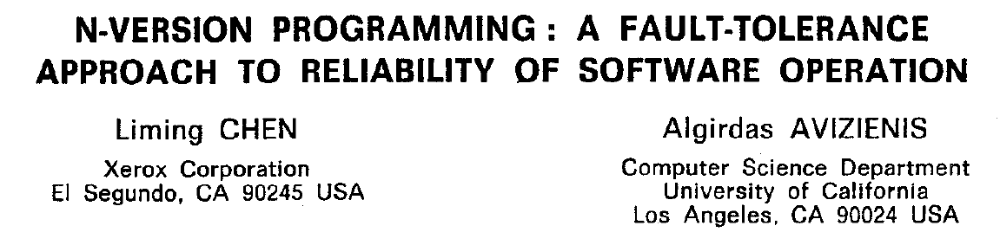 N-VERSION PROGRAMMING : A FAULT-TOLERANCE
APPROACH TO RELIABILITY OF SOFTWARE OPERATION
Liming CHEN
Xerox Corporation
El Segundo, CA 90245 USA
Algirdas AVIZIENIS
Computer Science Department
University of California
Los Angeles, CA 90024 USA